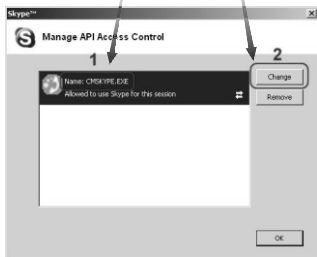 Skype™
Manage API Access Control
1
2
Name: CMSKYPE.EXE
Allowed to use Skype for this session
Change
Remove
OK